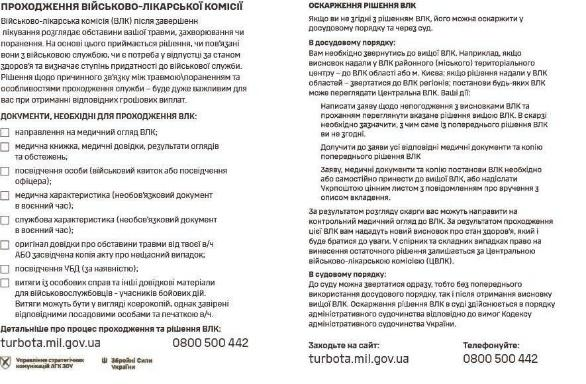 ПРОХОДЖЕННЯ ВІЙСЬКОВО-ЛІКАРСЬКОЇ КОМІСІЇ
Військово-лікарська комісія (ВЛК) після завершенн
лікування розглядає обставини вашої травми, захворювання чи
поранення. На основі цього приймається рішення, чи пов'язані
вони з військовою службою, чи є потреба у відпустці за станом
здоров'я та визначає ступінь придатності до військової служби.
Рішення щодо причинного зв'язку між травмою\пораненням та
особливостями проходження служби – буде дуже важливим для
вас при отриманні відповідних грошових виплат.
ДОКУМЕНТИ, НЕОБХІДНІ ДЛЯ ПРОХОДЖЕННЯ ВЛК:
направлення на медичний огляд ВЛК;
медична книжка, медичні довідки, результати оглядів
та обстежень;
посвідчення особи (військовий квиток або посвідчення
офіцера);
медична характеристика (необов'язковий документ
в воєнний час);
службова характеристика (необов'язковий документ
в воєнний час);
оригінал довідки про обставини травми від твоєї в/ч
АБО засвідчена копія акту про нещасний випадок;
посвідчення УБД (за наявністю);
витяги із особових справ та інші довідкові матеріали
для військовослужбовців - учасників бойових дій.
Витяги можуть бути у вигляді ксерокопій, однак завірені
відповідними посадовими особами та печаткою в/ч.
Детальніше про процес проходження та рішення ВЛК:
turbota.mil.gov.ua 0800 500 442
Управління стратегічних
комунікацій АГК ЗСУ
Збройні Сили
України
ОСКАРЖЕННЯ РІШЕННЯ ВЛК
Якщо ви не згідні з рішенням ВЛК, його можна оскаржити у
досудовому порядку та через суд.
В досудовому порядку:
Вам необхідно звернутись до вищої ВЛК. Наприклад, якщо
висновок надали у ВЛК районного (міського) територіального
центру – до ВЛК області або м. Києва; якщо рішення надали у ВЛК
областей – звертатися до ВЛК регіонів; постанови будь-яких ВЛК
може переглядати Центральна ВЛК. Ваші дії:
Написати заяву щодо непогодження з висновками ВЛК та
проханням переглянути вказане рішення вищою ВЛК. В скарзі
необхідно зазначити, з чим саме із попереднього рішення ВЛК
ви не згодні.
Долучити до заяви усі відповідні медичні документи та копію
попереднього рішення ВЛК
Заяву, медичні документи та копію постанови ВЛК необхідно
або самостійно принести до вищої ВЛК, або надіслати
Укрпоштою цінним листом з повідомленням про вручення з
описом вкладення.
За результатом розгляду скарги вас можуть направити на
контрольний медичний огляд до ВЛК. За результатом проходження
цієї ВЛК вам нададуть новий висновок про стан здоров'я, який і
буде братися до уваги. У спірних та складних випадках право на
винесення остаточного рішення залишається за Центральною
військово-лікарською комісією (ЦВЛК).
В судовому порядку:
До суду можна звертатися одразу, тобто без попереднього
використання досудового порядку, так і після отримання висновку
вищої ВЛК. Оскарження рішення ВЛК в суді здійснюється в порядку
адміністративного судочинства відповідно до вимог Кодексу
адміністративного судочинства України.
Заходьте на сайт: Телефонуйте:
turbota.mil.gov.ua 0800 500 442